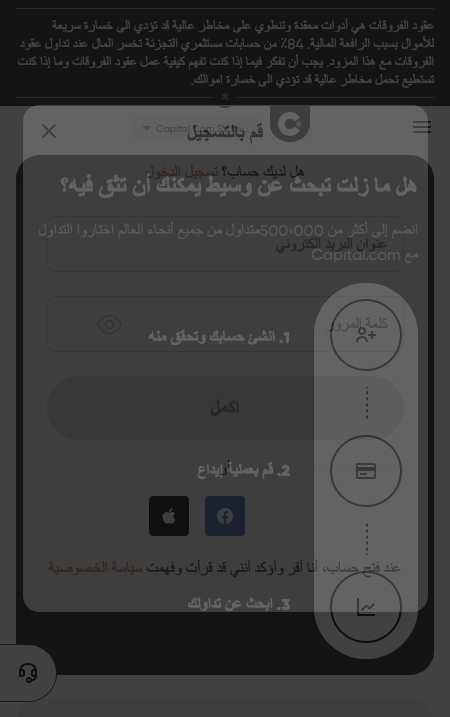 عقود الفروقات هي أدوات معقدة وتنطوي على مخاطر عالية قد تؤدي الى خسارة سريعة
للأموال بسبب الرافعة المالية. 84٪ من حسابات مستثمري التجزئة تخسر المال عند تداول عقود
الفروقات مع هذا المزود. يجب أن تفكر فيما إذا كنت تفهم كيفية عمل عقود الفروقات وما إذا كنت
تستطيع تحمل مخاطر عالية قد تؤدي الى خسارة اموالك.
Capital.Com
قم بالتسجيل
هل لديك حساب؟ تسجيل الدخول
هل ما زلت تبحث عن وسيط يمكنك أن تثق فيه؟
انضم إلى أكثر من 500,000متداول من جميع أنحاء العالم اختاروا التداول
عنوان البريد الكتروني
مع Capital.com
كلمة المرور
1. انشئ حسابك وتحقق منه
اكمل
2. قم بعملية إيداع
عند فتح حساب، أنا أقر وأؤكد أنني قد قرأت وفهمت سياسة الخصوصية
3. ابحث عن تداولك